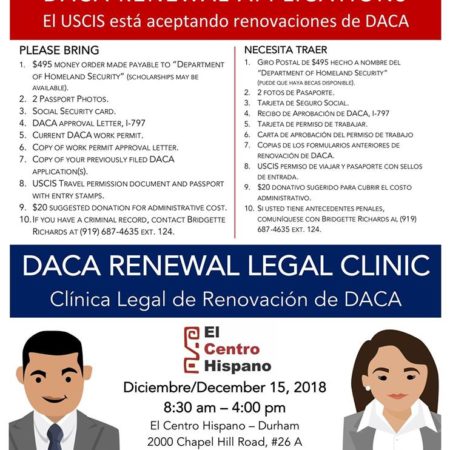 DACA RENEWAL APPLICATIONS
El USCIS está aceptando renovaciones de DACA
PLEASE BRING
1. $495 MONEY ORDER MADE PAYABLE TO “DEPARTMENT
OF HOMELAND SECURITY” (SCHOLARSHIPS MAY BE
AVAILABLE).
2. 2 PASSPORT PHOTOS.
3. SOCIAL SECURITY CARD.
4. DACA APPROVAL LETTER, I-797
5. CURRENT DACA WORK PERMIT.
6. COPY OF WORK PERMIT APPROVAL LETTER.
7. COPY OF YOUR PREVIOUSLY FILED DACA
APPLICATION(S).
8. USCIS TRAVEL PERMISSION DOCUMENT AND PASSPORT
WITH ENTRY STAMPS.
9. $20 SUGGESTED DONATION FOR ADMINISTRATIVE COST.
10. IF YOU HAVE A CRIMINAL RECORD, CONTACT BRIDGETTE
RICHARDS AT (919) 687-4635 EXT. 124.
NECESITA TRAER
1. GIRO POSTAL DE $495 HECHO A NOMBRE DEL
“DEPARTMENT OF HOMELAND SECURITY”
(PUEDE QUE HAYA BECAS DISPONIBLE).
2. 2 FOTOS DE PASAPORTE.
3. TARJETA DE SEGURO SOCIAL.
4. RECIBO DE APROBACIÓN DE DACA, I-797
5. TARJETA DE PERMISO DE TRABAJAR.
6. CARTA DE APROBACIÓN DEL PERMISO DE TRABAJO
7. COPIAS DE LOS FORMULARIOS ANTERIORES DE
RENOVACIÓN DE DACA.
8. USCIS PERMISO DE VIAJAR Y PASAPORTE CON SELLOS
DE ENTRADA.
9. $20 DONATIVO SUGERIDO PARA CUBRIR EL COSTO
ADMINISTRATIVO.
10. SI USTED TIENE ANTECEDENTES PENALES,
COMUNÍQUESE CON BRIDGETTE RICHARDS AL (919)
687-4635 EXT. 124.
DACA RENEWAL LEGAL CLINIC
Clínica Legal de Renovación de DACA
El
Centro
Hispano
Diciembre/December 15, 2018
8:30 am – 4:00 pm
El Centro Hispano – Durham
2000 Chapel Hill Road, #26 A